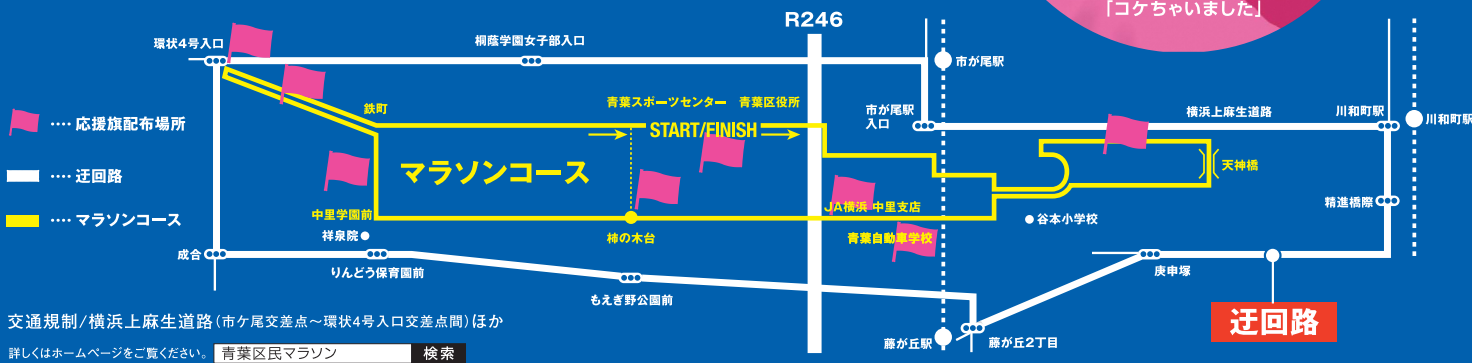 「コケちゃいました」
R246
環状4号入口
桐蔭学園女子部入口
市が尾駅
鉄町
青葉スポーツセンター
青葉区役所
市が尾駅
入口
横浜上麻生道路
川和町駅
川和町駅
‥‥応援旗配布場所
START/FINISH
マラソンコース
天神橋
‥‥迂回路
‥‥マラソンコース
中里学園前
祥泉院
柿の木台
JA横浜 中里支店
青葉自動車学校
谷本小学校
精進橋際
成合
りんどう保育園前
もえぎ野公園前
庚申塚
迂回路
藤が丘駅
藤が丘2丁目
交通規制/横浜上麻生道路(市ケ尾交差点〜環状4号入口交差点間)ほか
詳しくはホームページをご覧ください。 青葉区民マラソン 検索